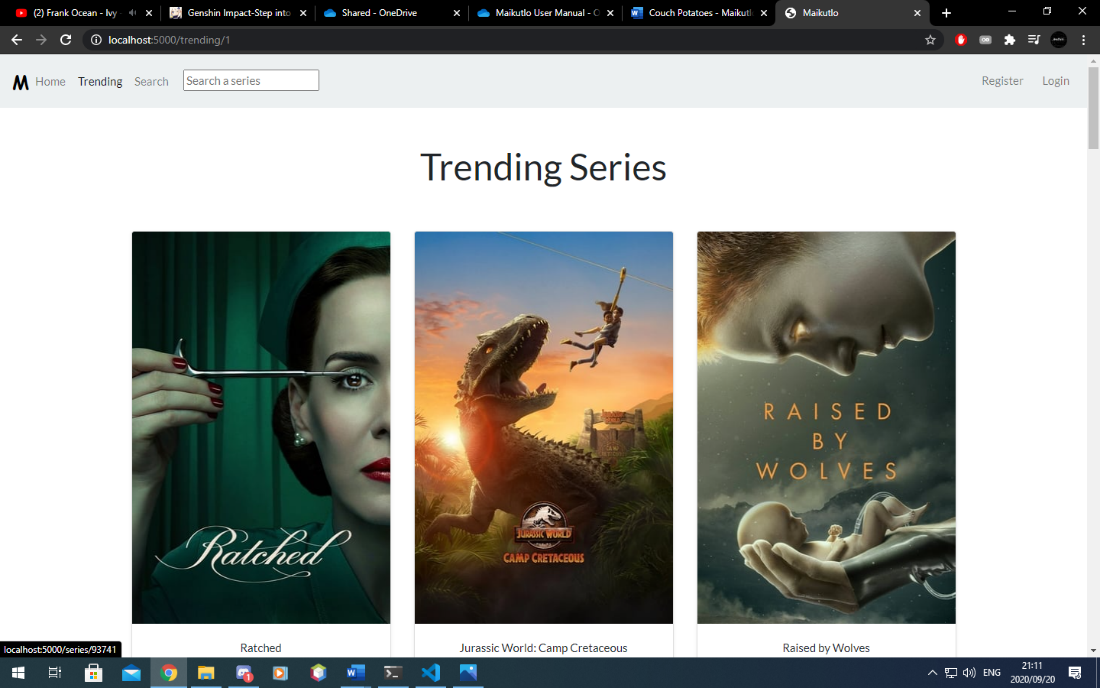 (2) Frank Ocean - Ivy
Genshin Impact-Step into
Shared - OneDrive
Maikutlo User Manual - O
Couch Potatoes - Maikutl
Maikutlo
localhost:5000/trending/1
M Home Trending Search Search a series Register Login
Trending Series
Ratched
JURASSIC WORLD
CAMP CRETACEOUS
RAISED
BY
WOLVES
Ratched
Jurassic World: Camp Cretaceous
Raised by Wolves
localhost:5000/series/93741
1
ENG
21:11
2020/09/20